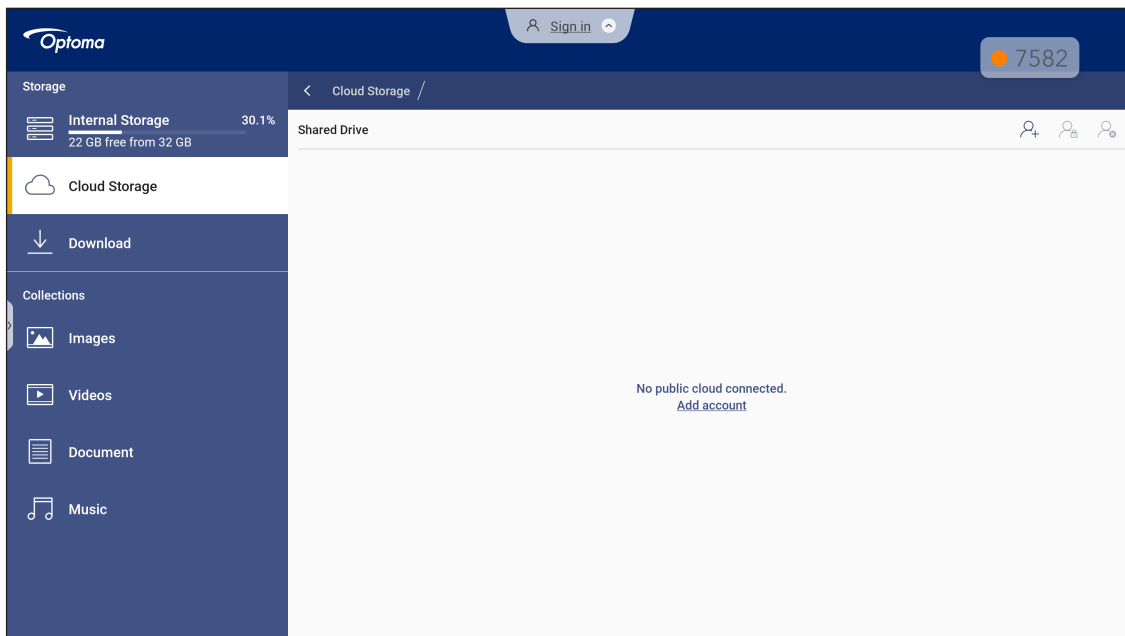 Optoma
Sign in
7582
Storage
Internal Storage 30.1%
22 GB free from 32 GB
Cloud Storage
Download
Collections
Images
Videos
Document
Music
Cloud Storage /
Shared Drive
No public cloud connected.
Add account